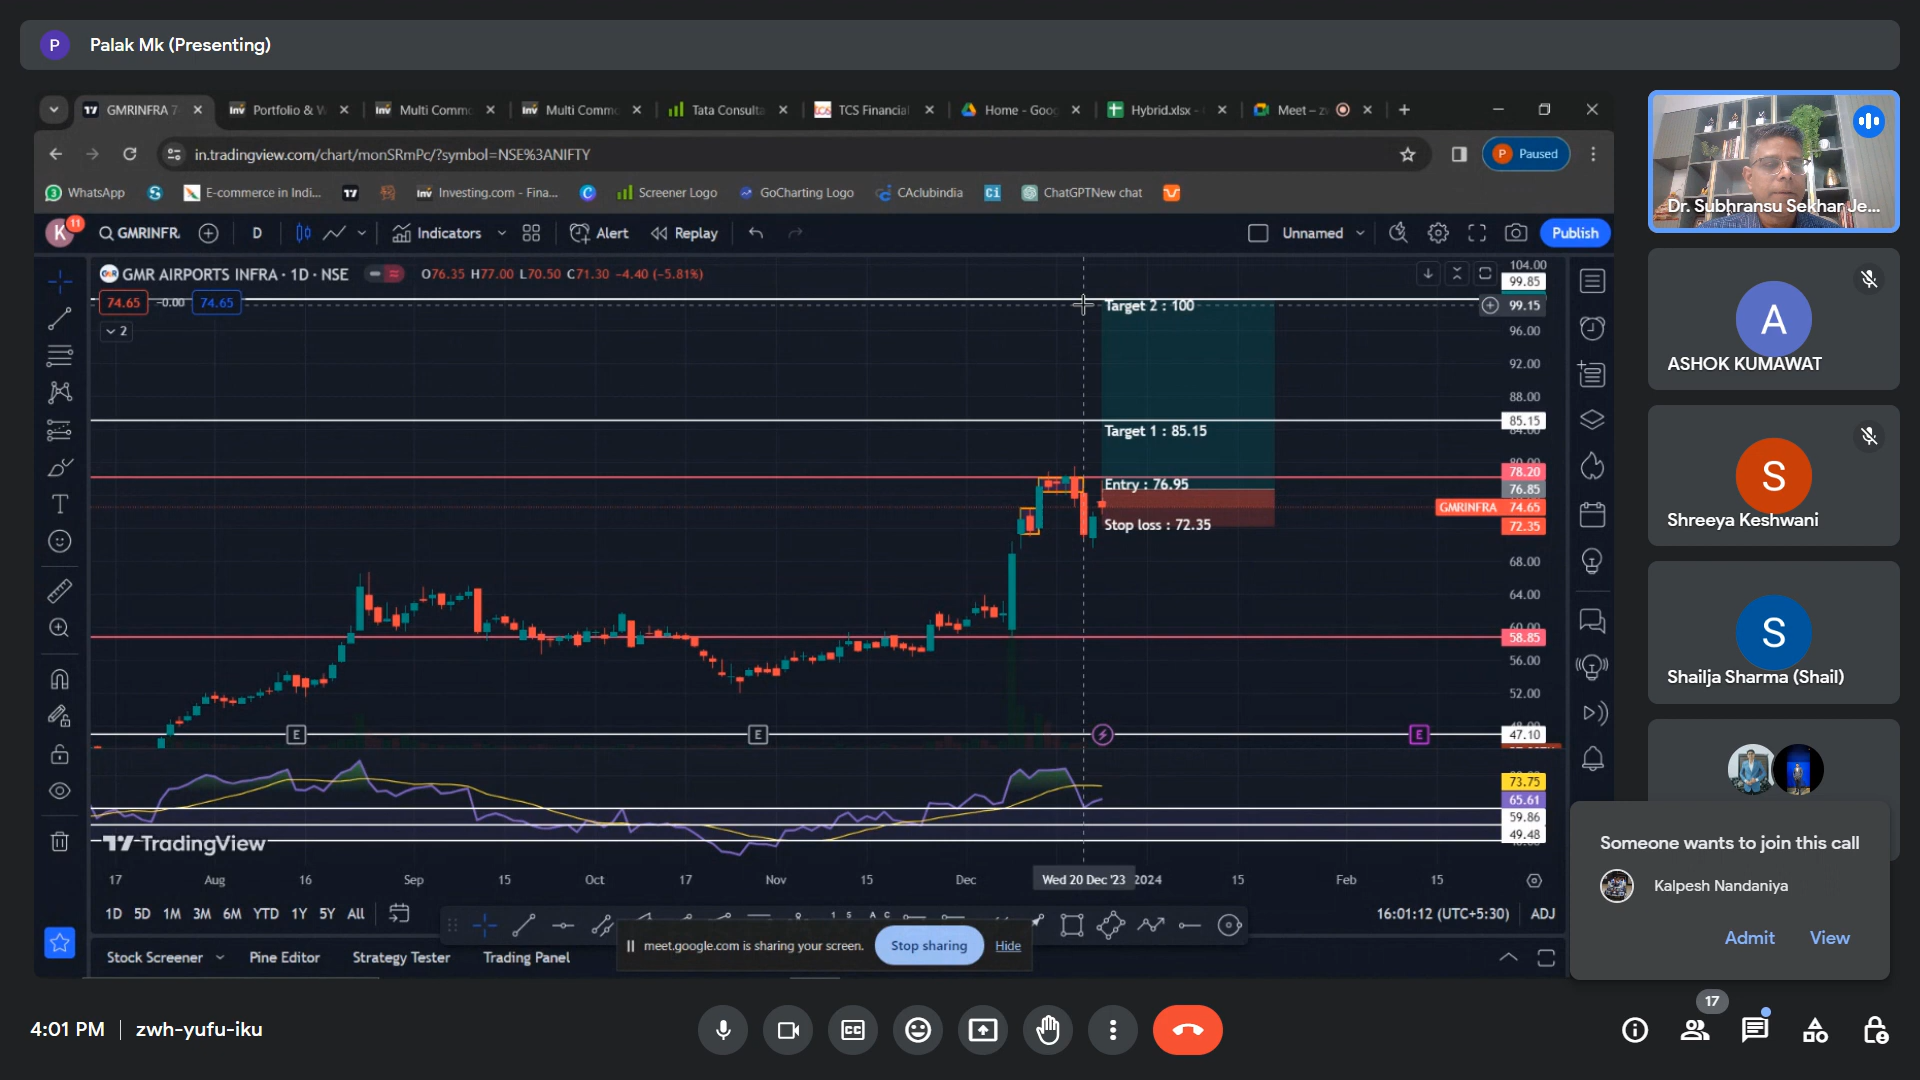 P Palak Mk (Presenting)
GMRINFRA 7
Portfolio & W
Multi Commo
Multi Commo
Tata Consulta
TCS Financial
Home - Goog
Hybrid.xlsx -
Meet – z
in.tradingview.com/chart/monSRmPc/?symbol=NSE%3ANIFTY
P Paused
WhatsApp
E-commerce in Indi...
Investing.com - Fina...
Screener Logo
GoCharting Logo
CAclubindia
ChatGPTNew chat
K 11
GMRINFR.
D
Indicators
Alert
Replay
Unnamed
Publish
GMR AIRPORTS INFRA · 1D · NSE
O76.35 H77.00 L70.50 C71.30 -4.40 (-5.81%)
74.65 -0.00 74.65
2
104.00
99.85
Target 2 : 100
99.15
96.00
92.00
88.00
85.15
Target 1 : 85.15
78.20
Entry : 76.95
76.85
GMRINFRA 74.65
Stop loss : 72.35
72.35
68.00
64.00
60.00
58.85
56.00
52.00
48.00
47.10
E
E
E
73.75
65.61
59.86
49.48
TradingView
17 Aug 16 Sep 15 Oct 17 Nov 15 Dec Wed 20 Dec '23 2024 15 Feb 15
1D 5D 1M 3M 6M YTD 1Y 5Y All
16:01:12 (UTC+5:30) ADJ
meet.google.com is sharing your screen. Stop sharing Hide
Stock Screener Pine Editor Strategy Tester Trading Panel
Dr. Subhransu Sekhar Je...
A
ASHOK KUMAWAT
S
Shreeya Keshwani
S
Shailja Sharma (Shail)
Someone wants to join this call
Kalpesh Nandaniya
Admit View
4:01 PM | zwh-yufu-iku
17